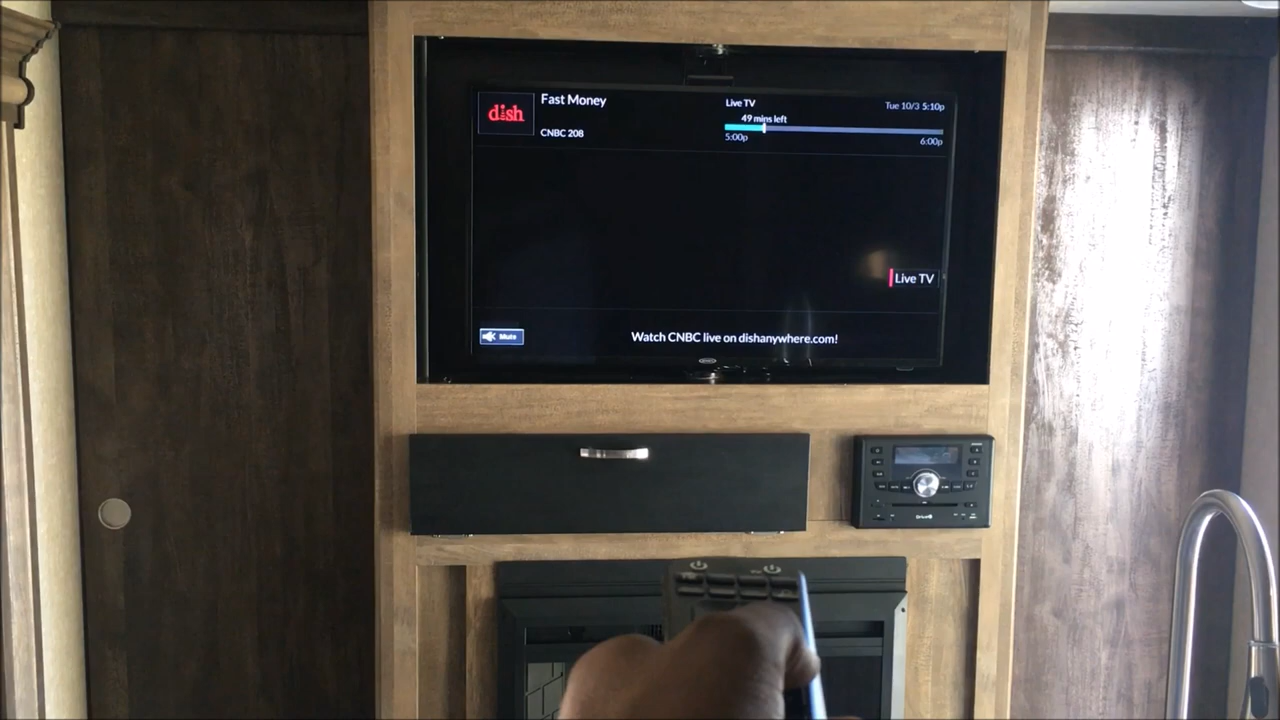 dish
Fast Money
CNBC 208
Live TV
Tue 10/3 5:10p
49 mins left
5:00p
6:00p
Live TV
Mute
Watch CNBC live on dishanywhere.com!